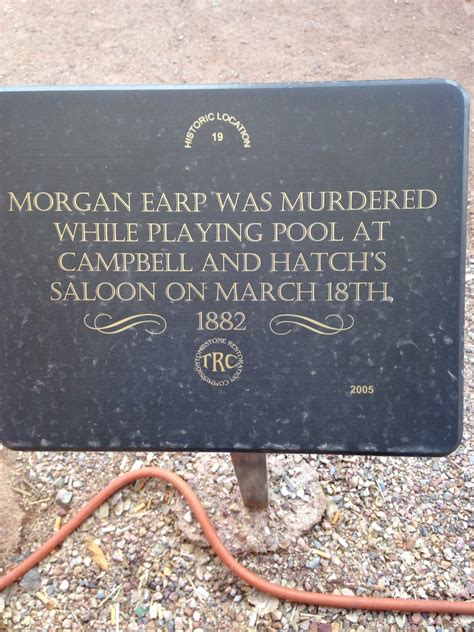 HISTORIC LOCATION
19
MORGAN EARP WAS MURDERED
WHILE PLAYING POOL AT
CAMPBELL AND HATCH'S
SALOON ON MARCH 18TH,
1882
TOMBSTONE RESTORATION COMMISSION
TRC
2005